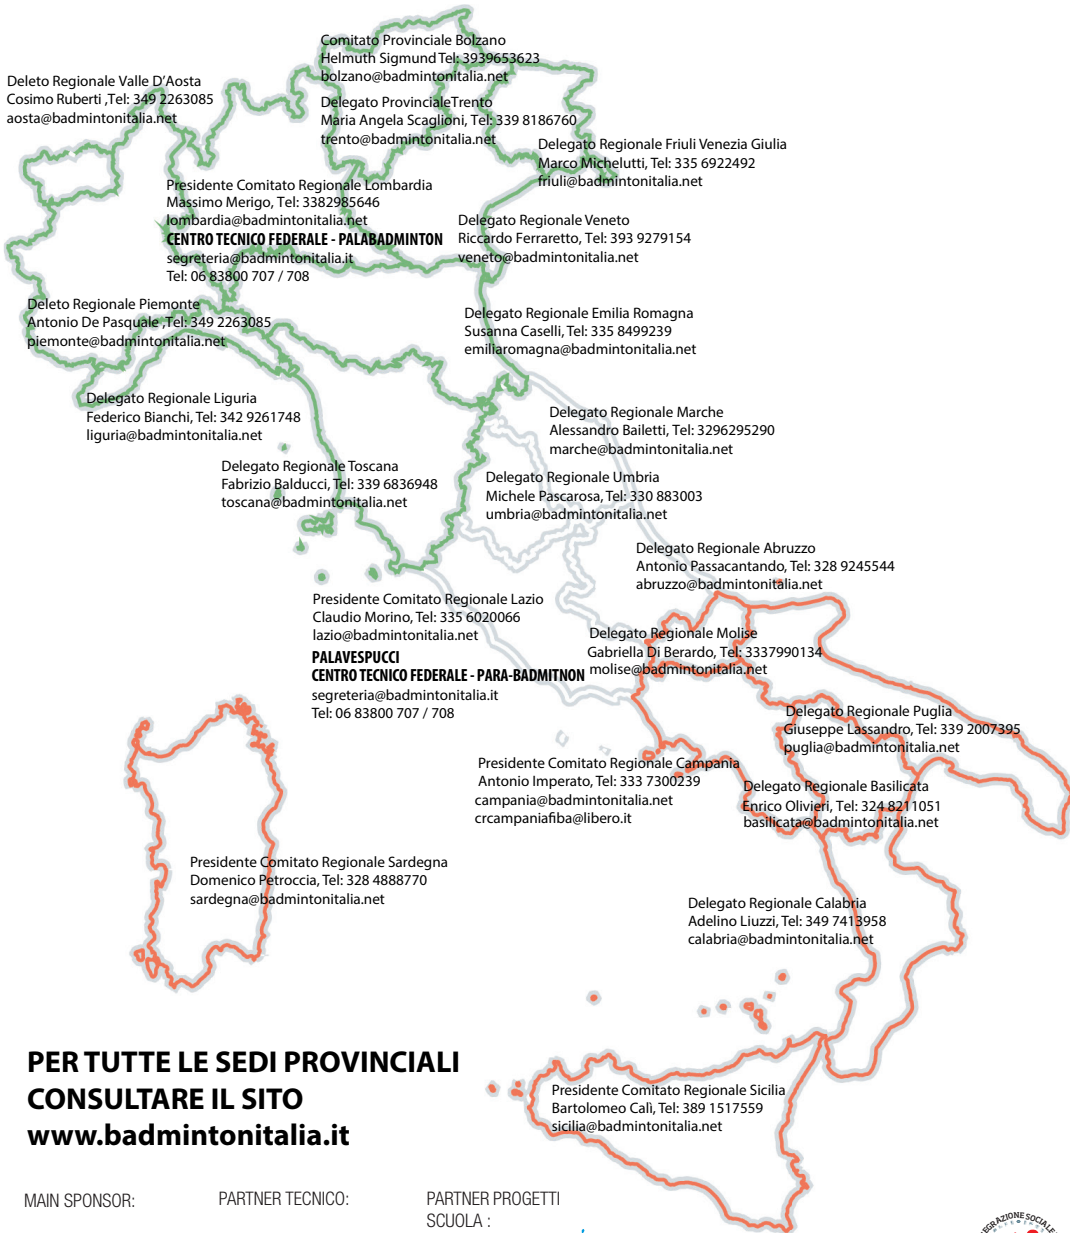 Comitato Provinciale Bolzano
Helmuth Sigmund Tel: 3939653623
bolzano@badmintonitalia.net
Deleto Regionale Valle D'Aosta
Cosimo Ruberti ,Tel: 349 2263085
aosta@badmintonitalia.net
Delegato ProvincialeTrento
Maria Angela Scaglioni, Tel: 339 8186760
trento@badmintonitalia.net
Delegato Regionale Friuli Venezia Giulia
Marco Michelutti, Tel: 335 6922492
friuli@badmintonitalia.net
Presidente Comitato Regionale Lombardia
Massimo Merigo, Tel: 3382985646
lombardia@badmintonitalia.net
CENTRO TECNICO FEDERALE - PALABADMINTON
segreteria@badmintonitalia.it
Tel: 06 83800 707 / 708
Delegato Regionale Veneto
Riccardo Ferraretto, Tel: 393 9279154
veneto@badmintonitalia.net
Deleto Regionale Piemonte
Antonio De Pasquale ,Tel: 349 2263085
piemonte@badmintonitalia.net
Delegato Regionale Emilia Romagna
Susanna Caselli, Tel: 335 8499239
emiliaromagna@badmintonitalia.net
Delegato Regionale Liguria
Federico Bianchi, Tel: 342 9261748
liguria@badmintonitalia.net
Delegato Regionale Marche
Alessandro Bailetti, Tel: 3296295290
marche@badmintonitalia.net
Delegato Regionale Toscana
Fabrizio Balducci, Tel: 339 6836948
toscana@badmintonitalia.net
Delegato Regionale Umbria
Michele Pascarosa, Tel: 330 883003
umbria@badmintonitalia.net
Delegato Regionale Abruzzo
Antonio Passacantando, Tel: 328 9245544
abruzzo@badmintonitalia.net
Presidente Comitato Regionale Lazio
Claudio Morino, Tel: 335 6020066
lazio@badmintonitalia.net
PALAVESPUCCI
CENTRO TECNICO FEDERALE - PARA-BADMITNON
segreteria@badmintonitalia.it
Tel: 06 83800 707 / 708
Delegato Regionale Molise
Gabriella Di Berardo, Tel: 3337990134
molise@badmintonitalia.net
Delegato Regionale Puglia
Giuseppe Lassandro, Tel: 339 2007395
puglia@badmintonitalia.net
Presidente Comitato Regionale Campania
Antonio Imperato, Tel: 333 7300239
campania@badmintonitalia.net
crcampaniafiba@libero.it
Delegato Regionale Basilicata
Enrico Olivieri, Tel: 324 8211051
basilicata@badmintonitalia.net
Presidente Comitato Regionale Sardegna
Domenico Petroccia, Tel: 328 4888770
sardegna@badmintonitalia.net
Delegato Regionale Calabria
Adelino Liuzzi, Tel: 349 7413958
calabria@badmintonitalia.net
PER TUTTE LE SEDI PROVINCIALI
CONSULTARE IL SITO
www.badmintonitalia.it
Presidente Comitato Regionale Sicilia
Bartolomeo Calì, Tel: 389 1517559
sicilia@badmintonitalia.net
MAIN SPONSOR:
PARTNER TECNICO:
PARTNER PROGETTI
SCUOLA :